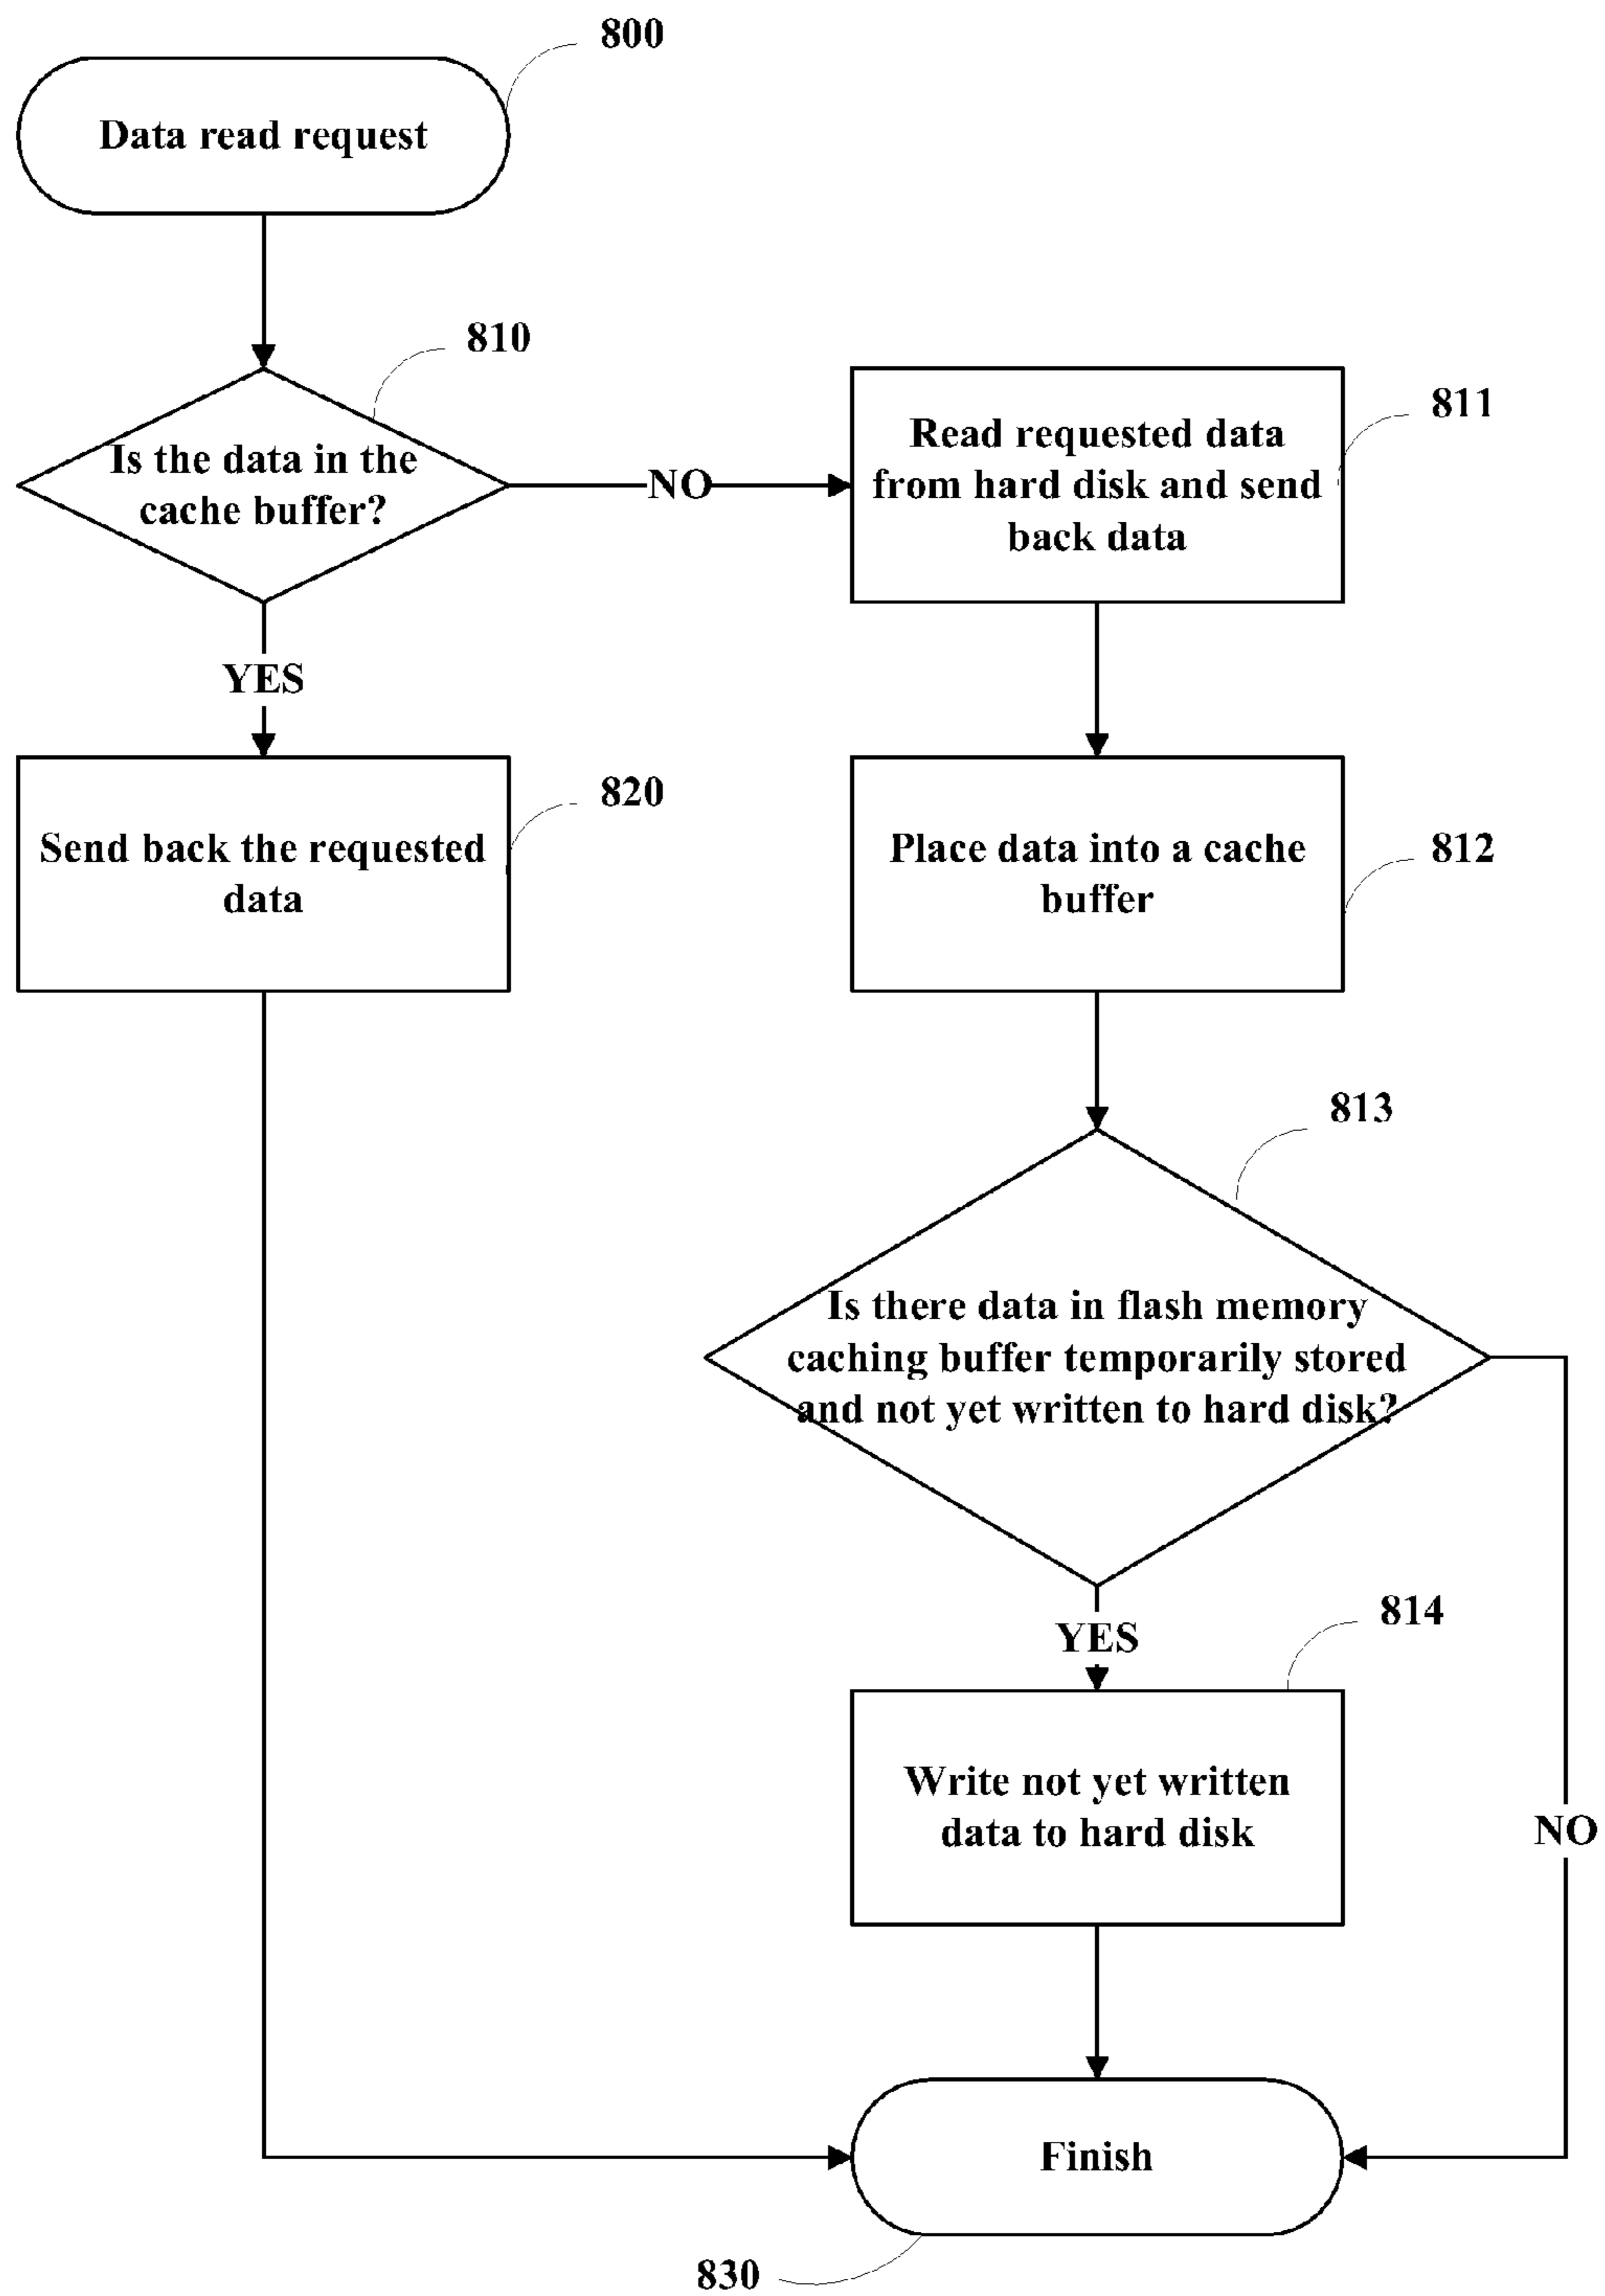 800
Data read request
810
Is the data in the
cache buffer?
NO
811
Read requested data
from hard disk and send
back data
YES
820
Send back the requested
data
812
Place data into a cache
buffer
813
Is there data in flash memory
caching buffer temporarily stored
and not yet written to hard disk?
YES
814
Write not yet written
data to hard disk
NO
Finish
830